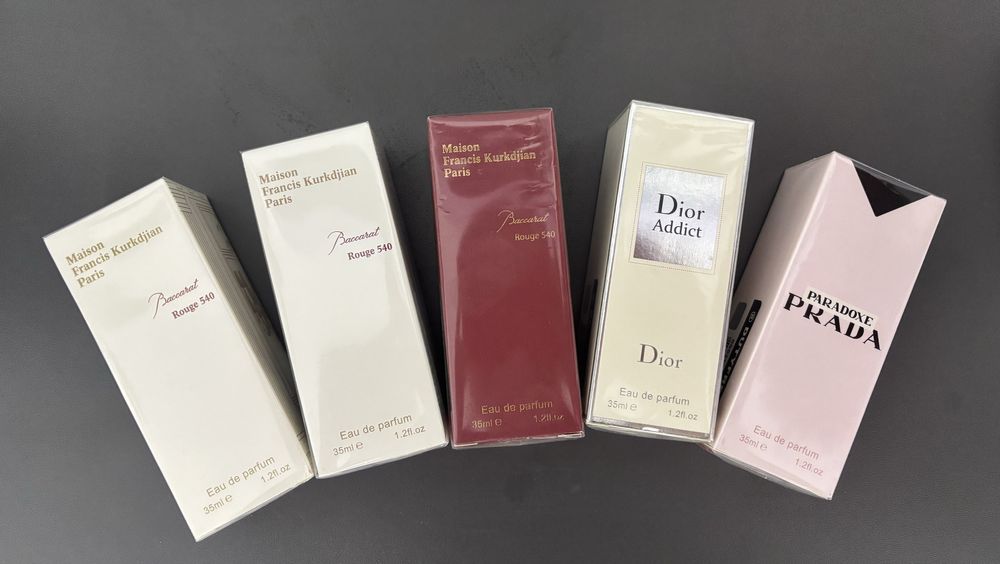 Maison
Francis Kurkdjian
Paris
Baccarat
Rouge 540
Eau de parfum
35ml e 1.2fl.oz
Maison
Francis Kurkdjian
Paris
Baccarat
Rouge 540
Eau de parfum
35ml e 1.2fl.oz
Maison
Francis Kurkdjian
Paris
Baccarat
Rouge 540
Eau de parfum
35ml e 1.2fl.oz
Dior
Addict
Dior
Eau de parfum
35ml e 1.2fl.oz
PARADOXE
PRADA
Eau de parfum
35ml e 1.2fl.oz